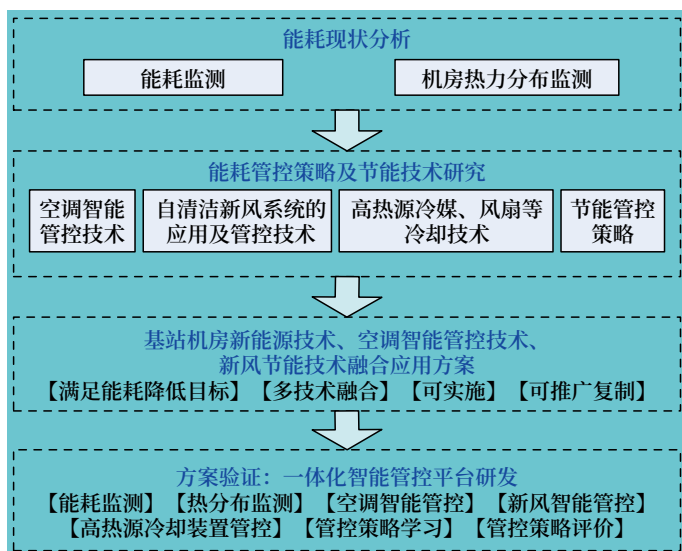 能耗现状分析
能耗监测
机房热力分布监测
能耗管控策略及节能技术研究
空调智能
管控技术
自清洁新风系统的
应用及管控技术
高热源冷媒、风扇等
冷却技术
节能管控
策略
基站机房新能源技术、空调智能管控技术、
新风节能技术融合应用方案
【满足能耗降低目标】【多技术融合】【可实施】【可推广复制】
方案验证：一体化智能管控平台研发
【能耗监测】【热分布监测】【空调智能管控】【新风智能管控】
【高热源冷却装置管控】【管控策略学习】【管控策略评价】